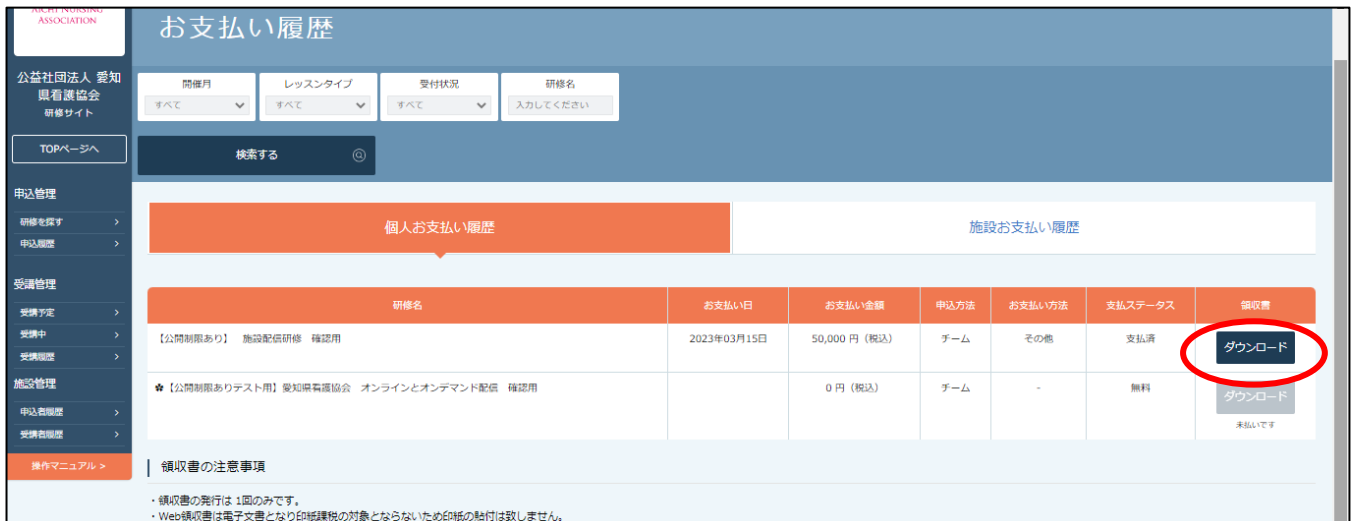 AICHI NURSING
ASSOCIATION
公益社団法人 愛知
県看護協会
研修サイト
TOPページへ
申込管理
研修を探す
申込履歴
受講管理
受講予定
受講中
受講履歴
施設管理
申込者履歴
受講者履歴
操作マニュアル >
お支払い履歴
開催月 レッスンタイプ 受付状況 研修名
すべて すべて すべて 入力してください
検索する
個人お支払い履歴 施設お支払い履歴
研修名 お支払い日 お支払い金額 申込方法 お支払い方法 支払ステータス 領収書
【公開制限あり】 施設配信研修 確認用 2023年03月15日 50,000 円（税込） チーム その他 支払済 ダウンロード
✿【公開制限ありテスト用】愛知県看護協会 オンラインとオンデマンド配信 確認用 0 円（税込） チーム - 無料 ダウンロード
未払いです
領収書の注意事項
・領収書の発行は 1回のみです。
・Web領収書は電子文書となり印紙課税の対象とならないため印紙の貼付は致しません。